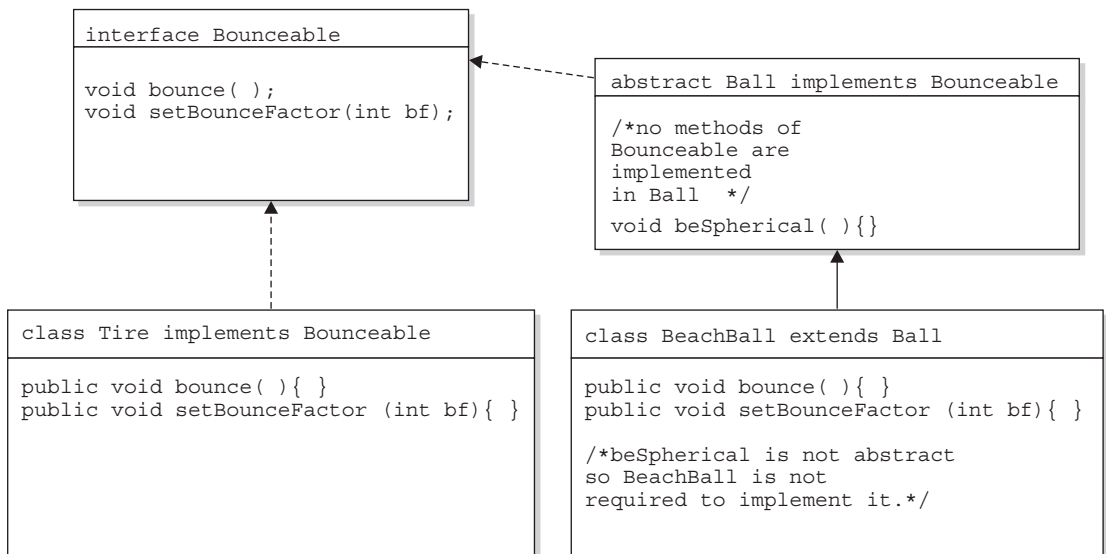 interface Bounceable
void bounce( );
void setBounceFactor(int bf);
abstract Ball implements Bounceable
/*no methods of
Bounceable are
implemented
in Ball  */
void beSpherical( ){}
class Tire implements Bounceable
public void bounce( ){ }
public void setBounceFactor (int bf){ }
class BeachBall extends Ball
public void bounce( ){ }
public void setBounceFactor (int bf){ }
/*beSpherical is not abstract
so BeachBall is not
required to implement it.*/